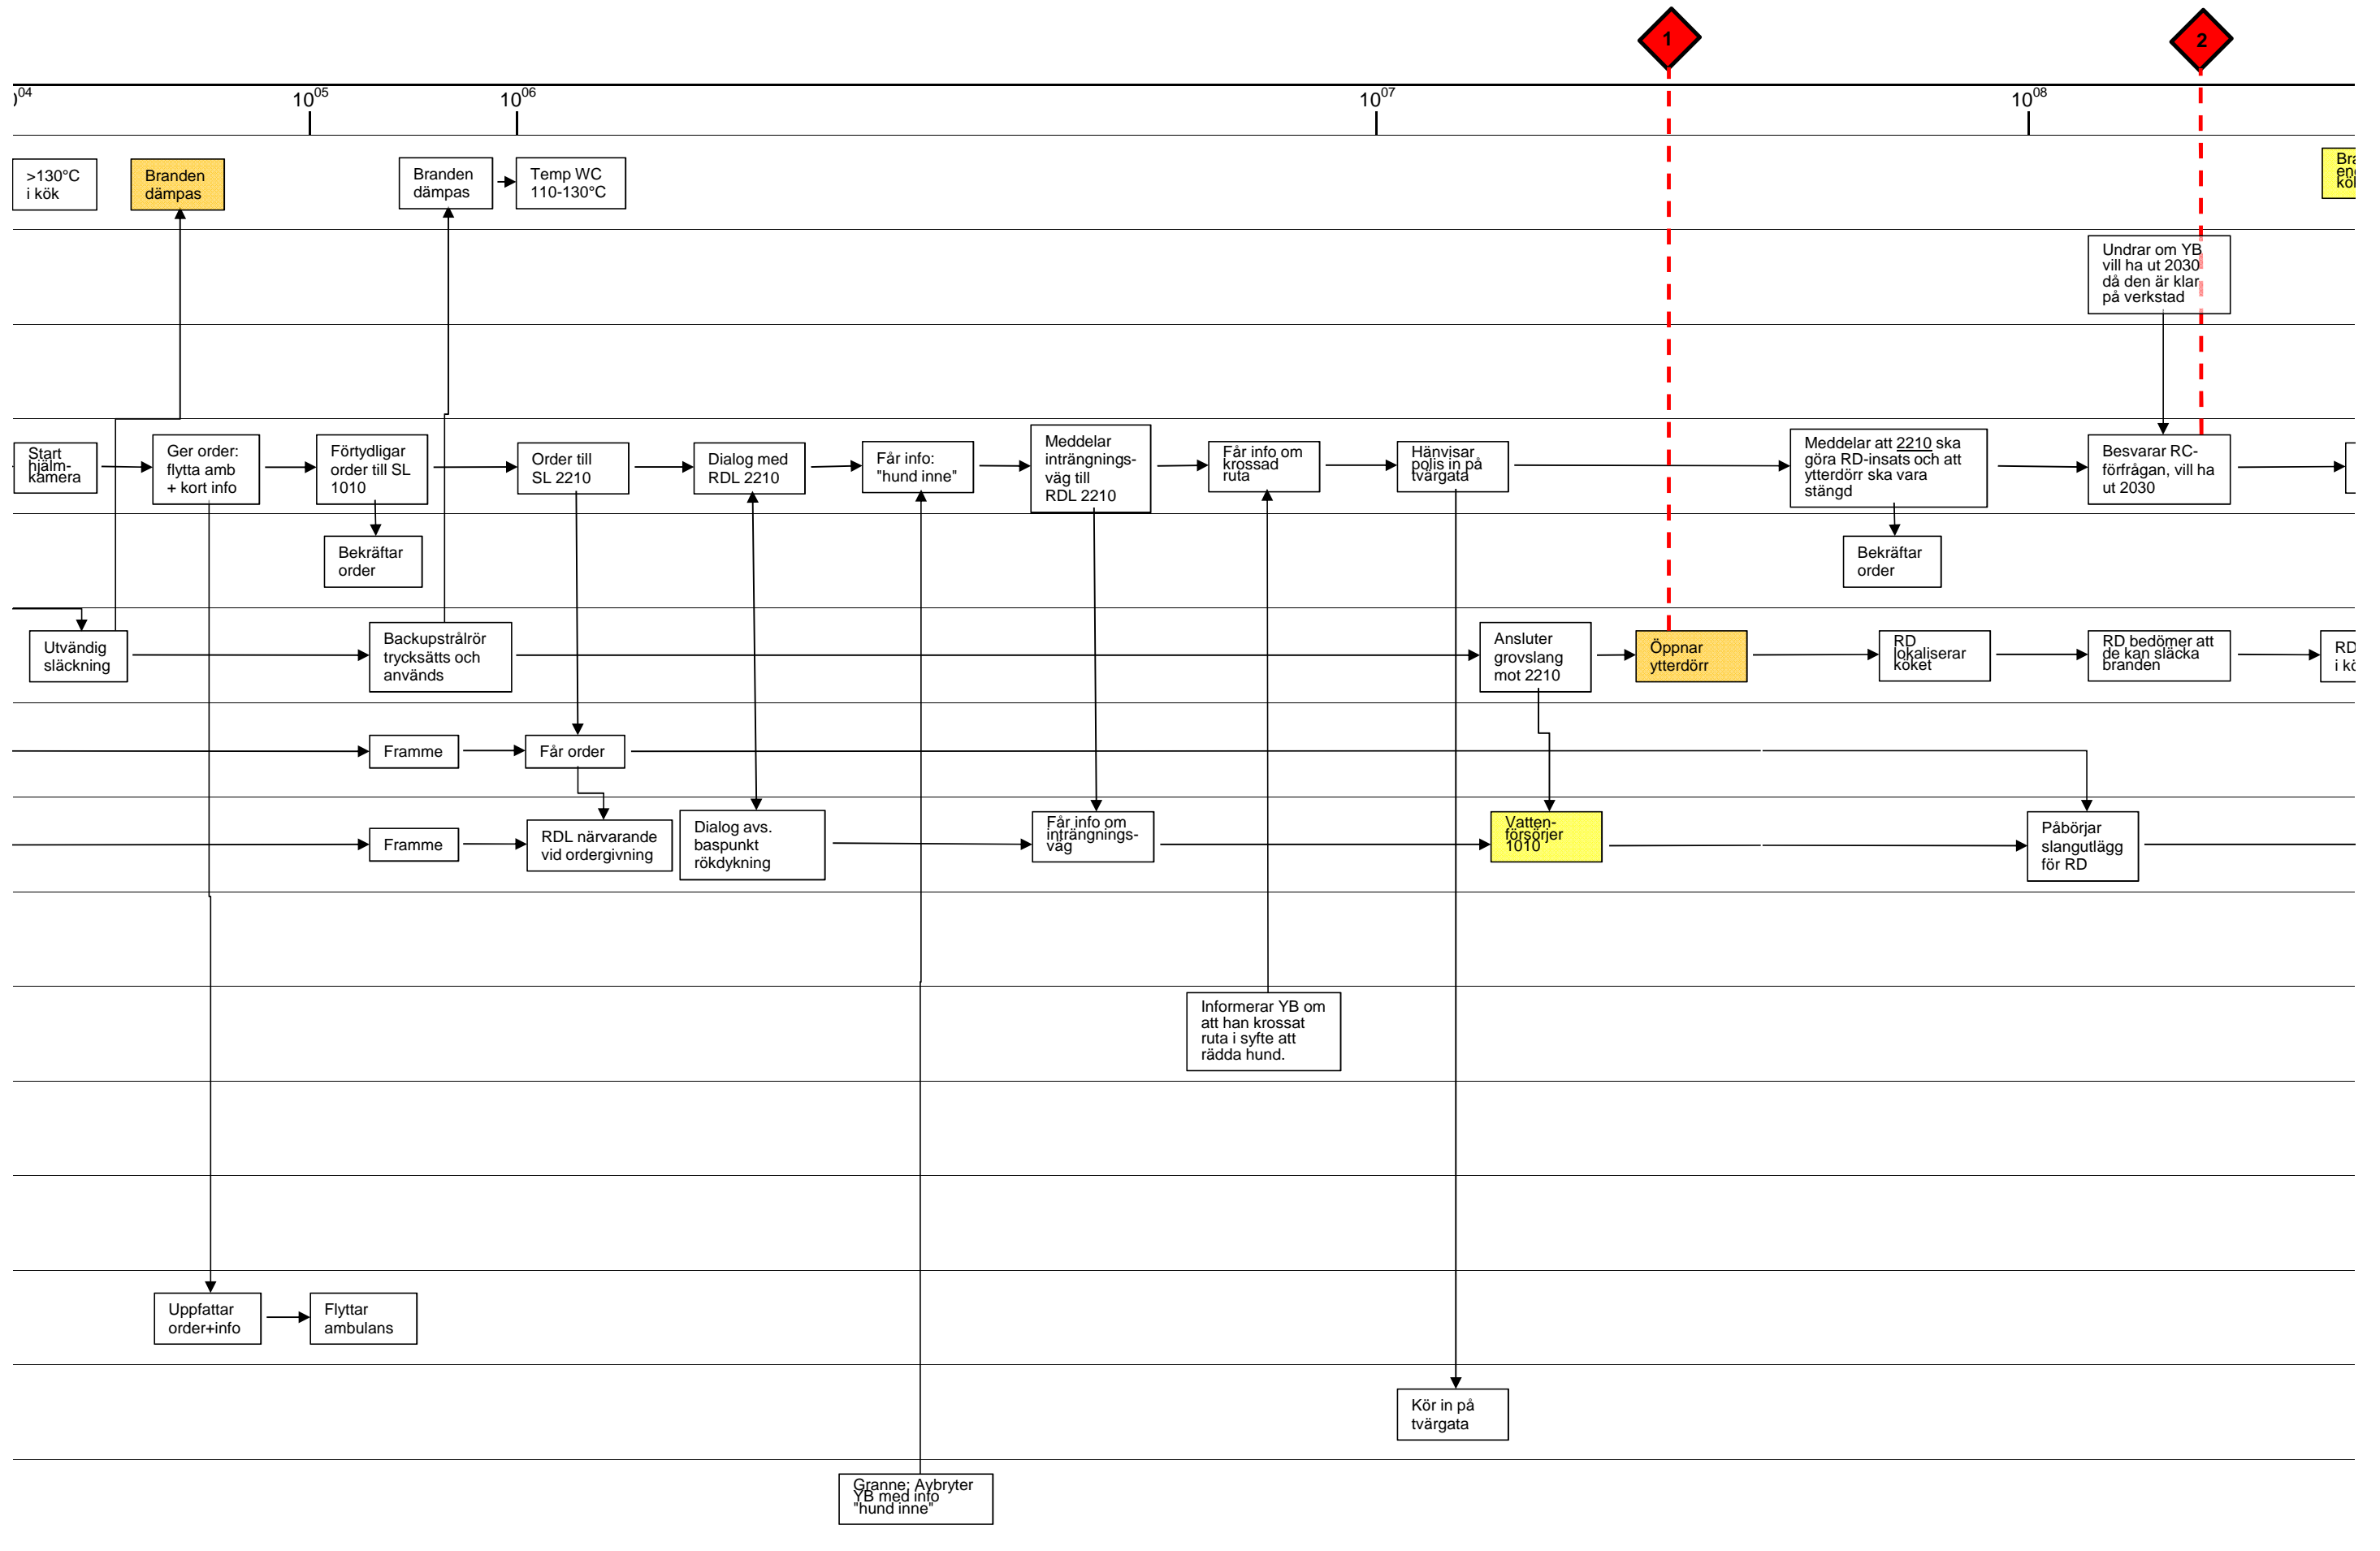 1
2
)04
1005
1006
1007
1008
>130°C
i kök
Branden
dämpas
Branden
dämpas
Temp WC
110-130°C
Undrar om YB
vill ha ut 2030
då den är klar
på verkstad
Start
hjälm-
kamera
Ger order:
flytta amb
+ kort info
Förtydligar
order till SL
1010
Order till
SL 2210
Dialog med
RDL 2210
Får info:
"hund inne"
Meddelar
inträngnings-
väg till
RDL 2210
Får info om
krossad
ruta
Hänvisar
polis in på
tvärgata
Meddelar att 2210 ska
göra RD-insats och att
ytterdörr ska vara
stängd
Besvarar RC-
förfrågan, vill ha
ut 2030
Bekräftar
order
Bekräftar
order
Utvändig
släckning
Backupstrålrör
trycksätts och
används
Ansluter
grovslang
mot 2210
Öppnar
ytterdörr
RD
lokaliserar
köket
RD bedömer att
de kan släcka
branden
RD
i
Framme
Får order
Framme
RDL närvarande
vid ordergivning
Dialog avs.
baspunkt
rökdykning
Får info om
inträngnings-
väg
Vatten-
försörjer
1010
Påbörjar
slangutlägg
för RD
Informerar YB om
att han krossat
ruta i syfte att
rädda hund.
Uppfattar
order+info
Flyttar
ambulans
Kör in på
tvärgata
Granne: Aybryter
YB med info
"hund inne"